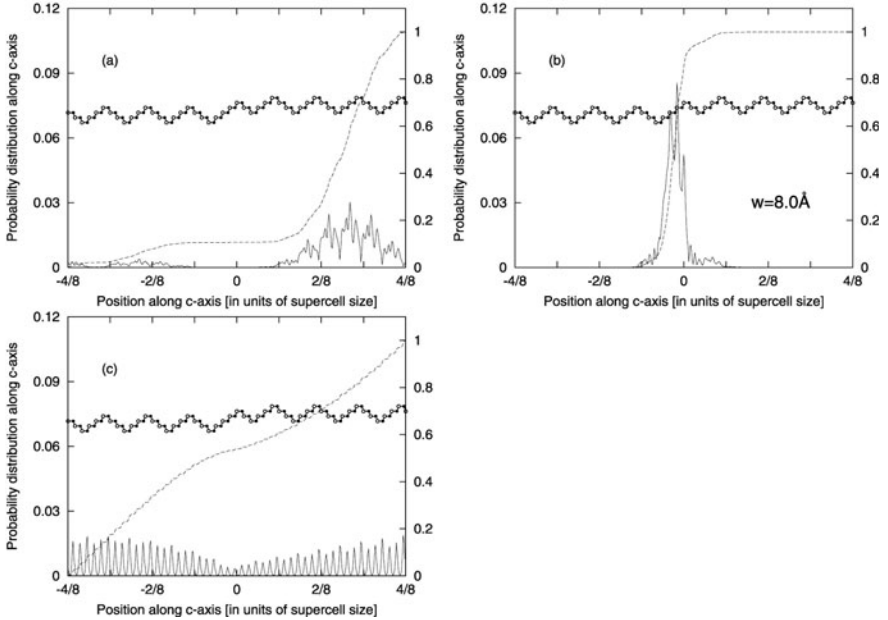 0.12
0.09
0.06
0.03
0
Probability distribution along c-axis
(a)
1
0.8
0.6
0.4
0.2
0
-4/8 -2/8 0 2/8 4/8
Position along c-axis [in units of supercell size]
0.12
0.09
0.06
0.03
0
Probability distribution along c-axis
(b)
w=8.0Å
1
0.8
0.6
0.4
0.2
0
-4/8 -2/8 0 2/8 4/8
Position along c-axis [in units of supercell size]
0.12
0.09
0.06
0.03
0
Probability distribution along c-axis
(c)
1
0.8
0.6
0.4
0.2
0
-4/8 -2/8 0 2/8 4/8
Position along c-axis [in units of supercell size]